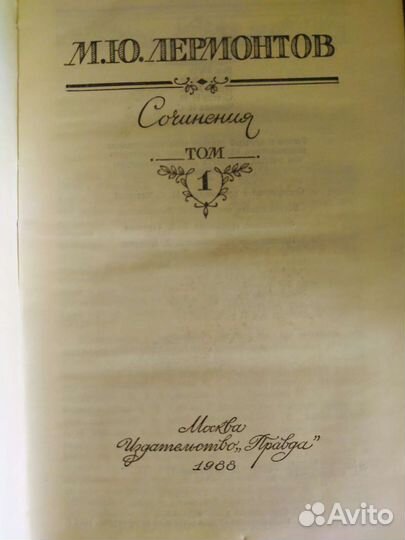 М.Ю. ЛЕРМОНТОВ
Сочинения
ТОМ
1
Москва
Издательство „Правда"
1988
Avito